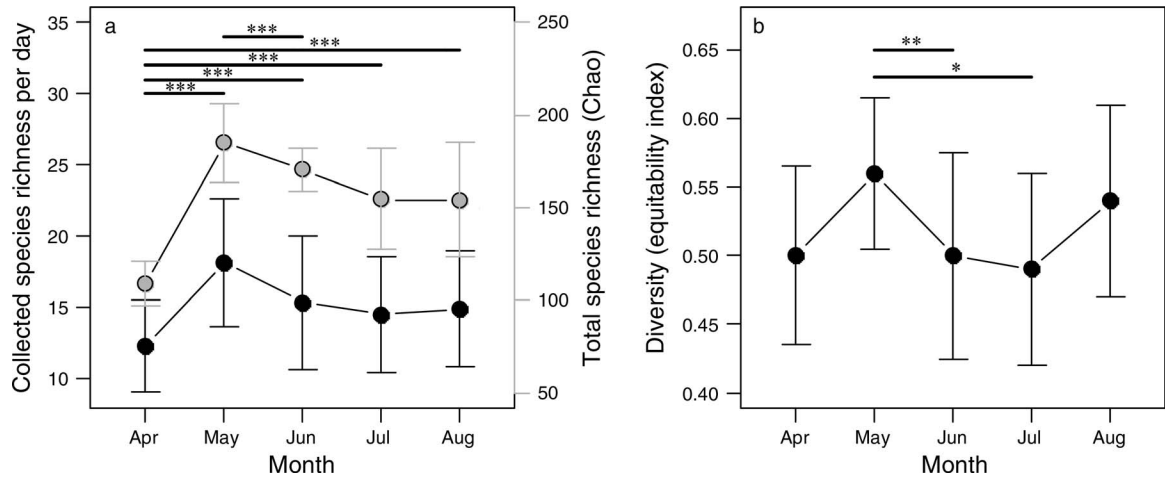 a
Collected species richness per day
35
30
25
20
15
10
***
***
***
***
***
250
200
150
100
50
Total species richness (Chao)
Apr May Jun Jul Aug
Month
b
Diversity (equitability index)
0.65
0.60
0.55
0.50
0.45
0.40
**
*
Apr May Jun Jul Aug
Month